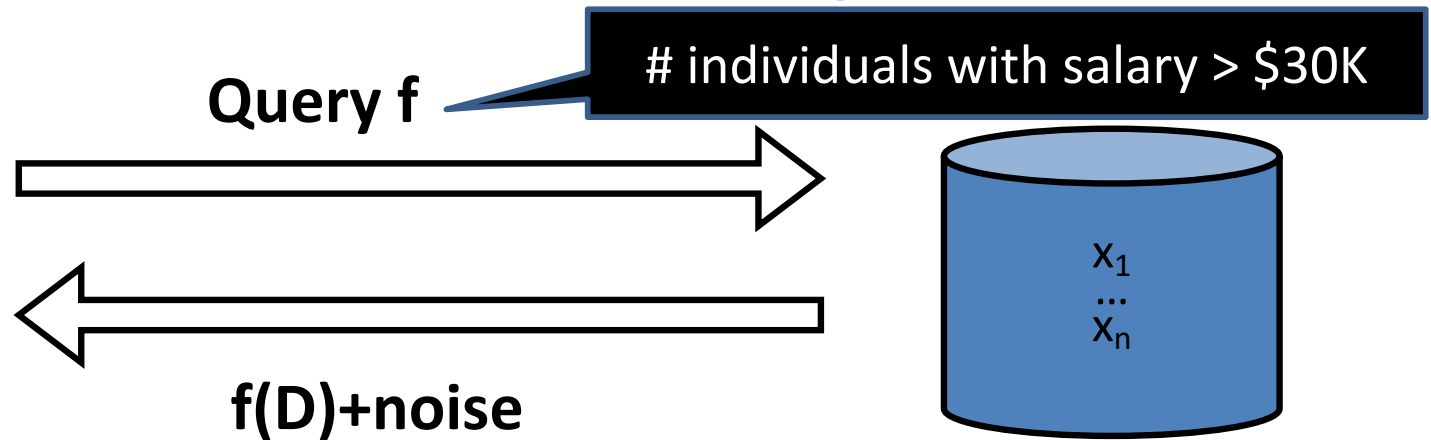 # individuals with salary > $30K
Query f
x₁
...
xₙ
f(D)+noise